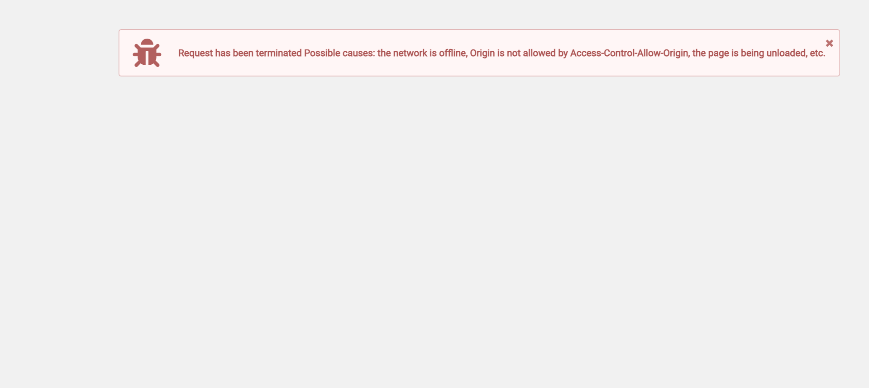 Request has been terminated Possible causes: the network is offline, Origin is not allowed by Access-Control-Allow-Origin, the page is being unloaded, etc.